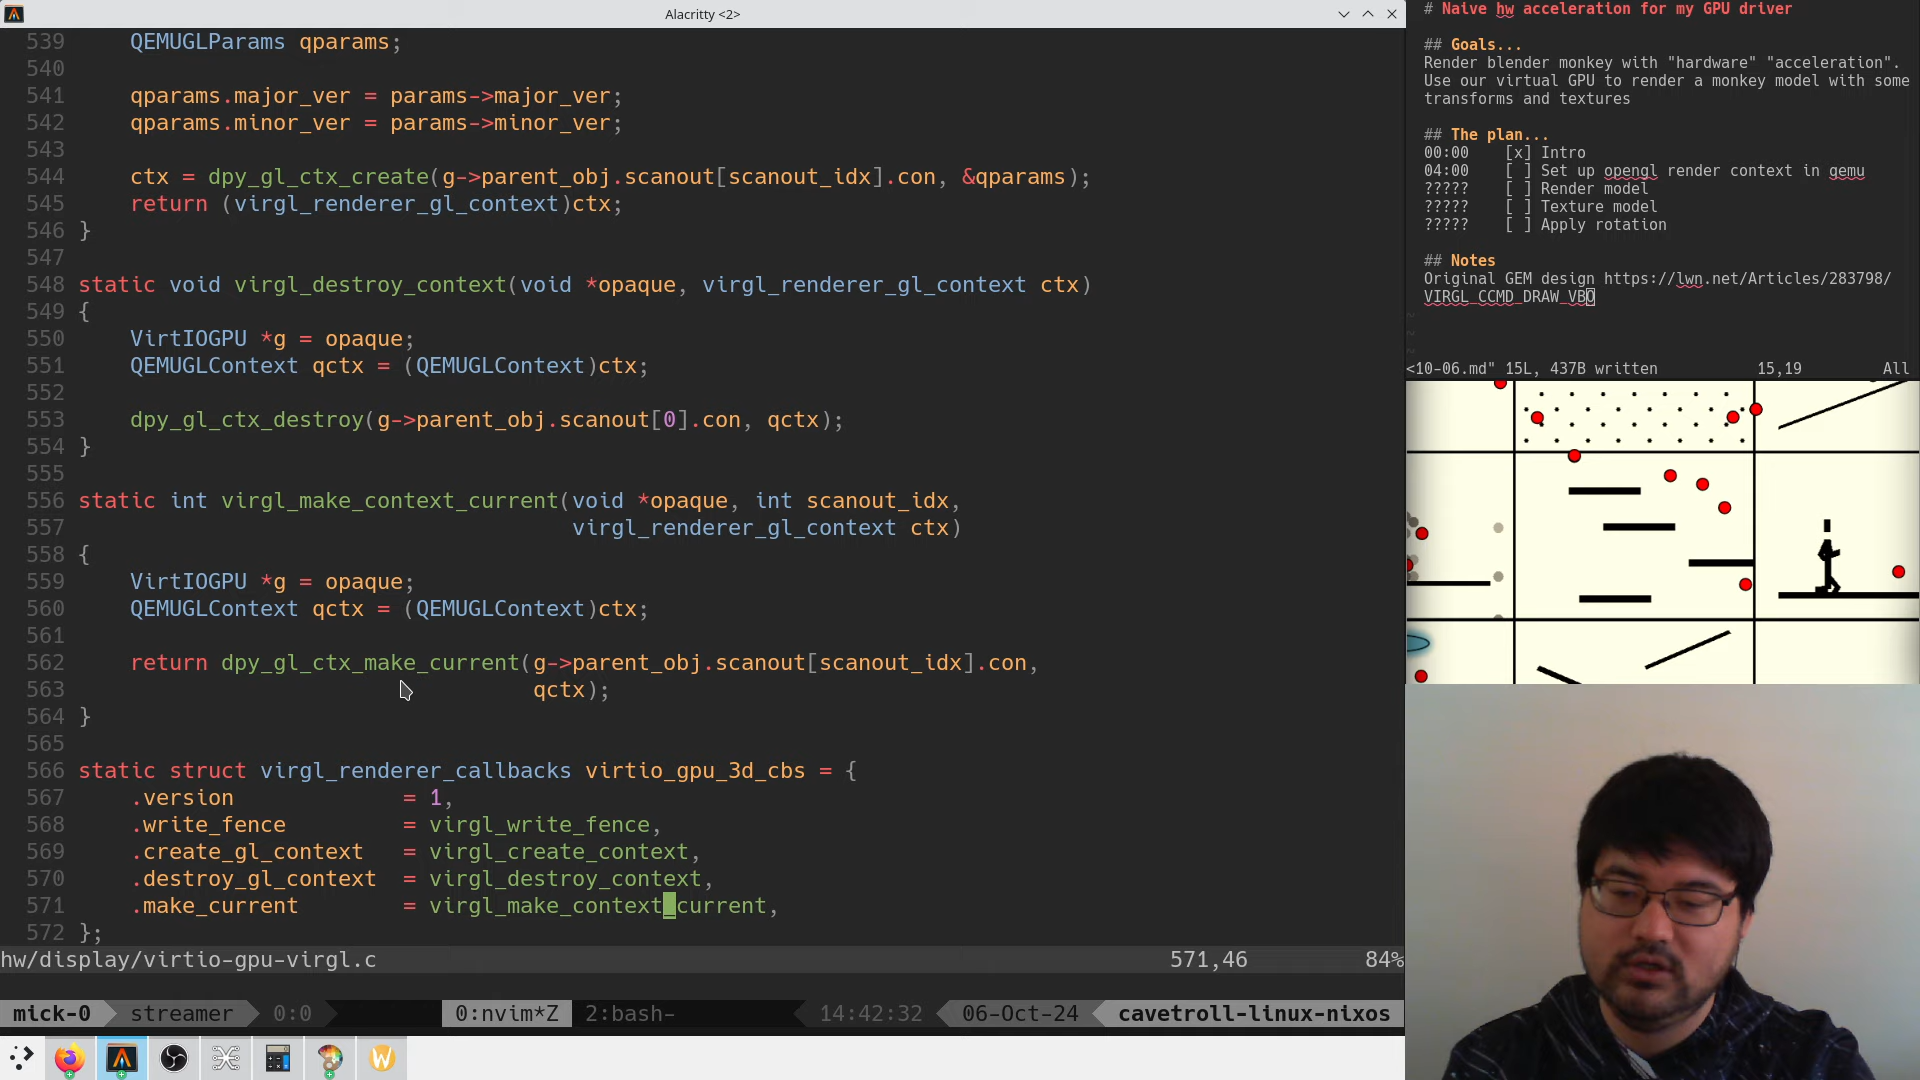 Alacritty <2>
539 QEMUGLParams qparams;
540
541 qparams.major_ver = params->major_ver;
542 qparams.minor_ver = params->minor_ver;
543
544 ctx = dpy_gl_ctx_create(g->parent_obj.scanout[scanout_idx].con, &qparams);
545 return (virgl_renderer_gl_context)ctx;
546 }
547
548 static void virgl_destroy_context(void *opaque, virgl_renderer_gl_context ctx)
549 {
550 VirtIOGPU *g = opaque;
551 QEMUGLContext qctx = (QEMUGLContext)ctx;
552
553 dpy_gl_ctx_destroy(g->parent_obj.scanout[0].con, qctx);
554 }
555
556 static int virgl_make_context_current(void *opaque, int scanout_idx,
557 virgl_renderer_gl_context ctx)
558 {
559 VirtIOGPU *g = opaque;
560 QEMUGLContext qctx = (QEMUGLContext)ctx;
561
562 return dpy_gl_ctx_make_current(g->parent_obj.scanout[scanout_idx].con,
563 qctx);
564 }
565
566 static struct virgl_renderer_callbacks virtio_gpu_3d_cbs = {
567 .version = 1,
568 .write_fence = virgl_write_fence,
569 .create_gl_context = virgl_create_context,
570 .destroy_gl_context = virgl_destroy_context,
571 .make_current = virgl_make_context_current,
572 };
hw/display/virtio-gpu-virgl.c 571,46 84%
mick-0 streamer 0:0 0:nvim*Z 2:bash- 14:42:32 06-Oct-24 cavetroll-linux-nixos
# Naive hw acceleration for my GPU driver
## Goals...
Render blender monkey with "hardware" "acceleration".
Use our virtual GPU to render a monkey model with some
transforms and textures
## The plan...
00:00 [x] Intro
04:00 [ ] Set up opengl render context in qemu
????? [ ] Render model
????? [ ] Texture model
????? [ ] Apply rotation
## Notes
Original GEM design https://lwn.net/Articles/283798/
VIRGL_CCMD_DRAW_VBO
~
~
~
<10-06.md" 15L, 437B written 15,19 All
W